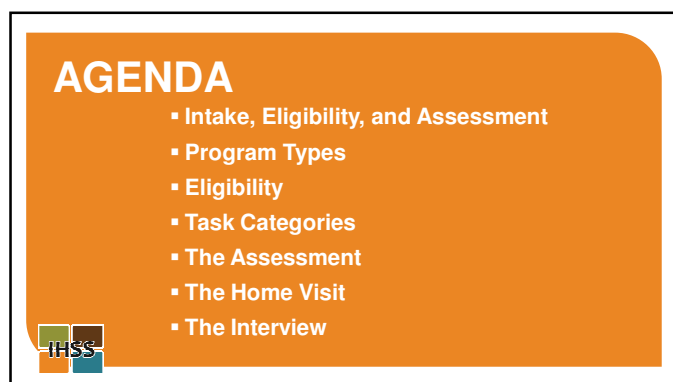 AGENDA
▪ Intake, Eligibility, and Assessment
▪ Program Types
▪ Eligibility
▪ Task Categories
▪ The Assessment
▪ The Home Visit
▪ The Interview
IHSS